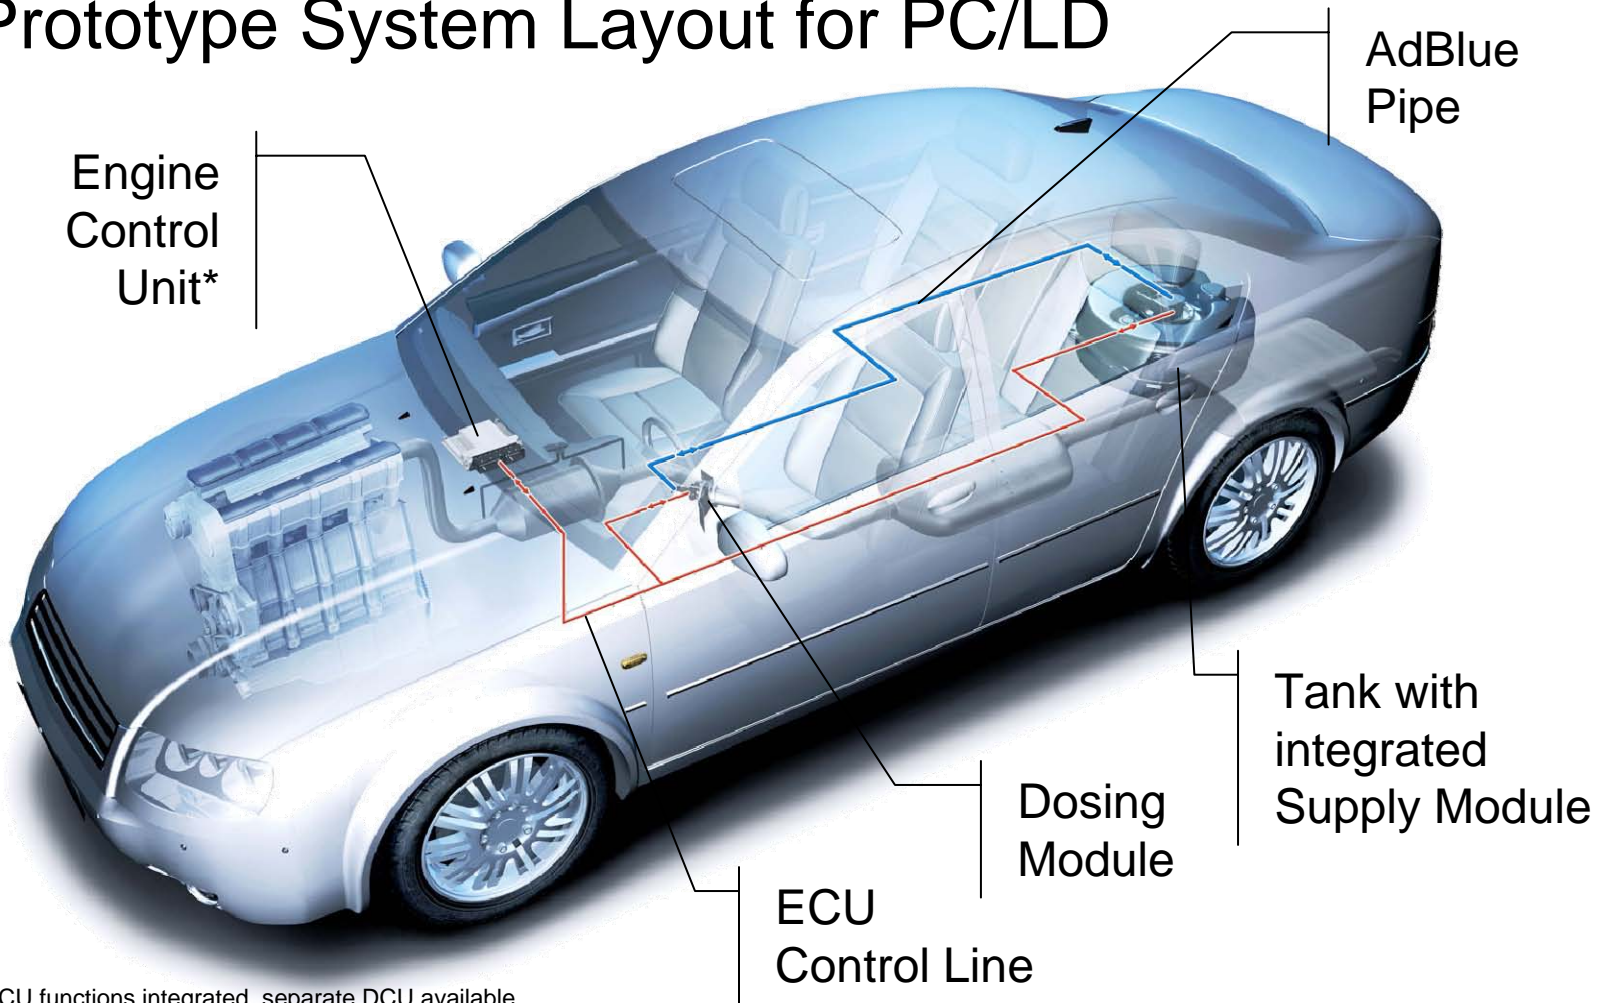 Prototype System Layout for PC/LD
AdBlue
Pipe
Engine
Control
Unit*
Tank with
integrated
Supply Module
Dosing
Module
ECU
Control Line
functions integrated, separate DCU available